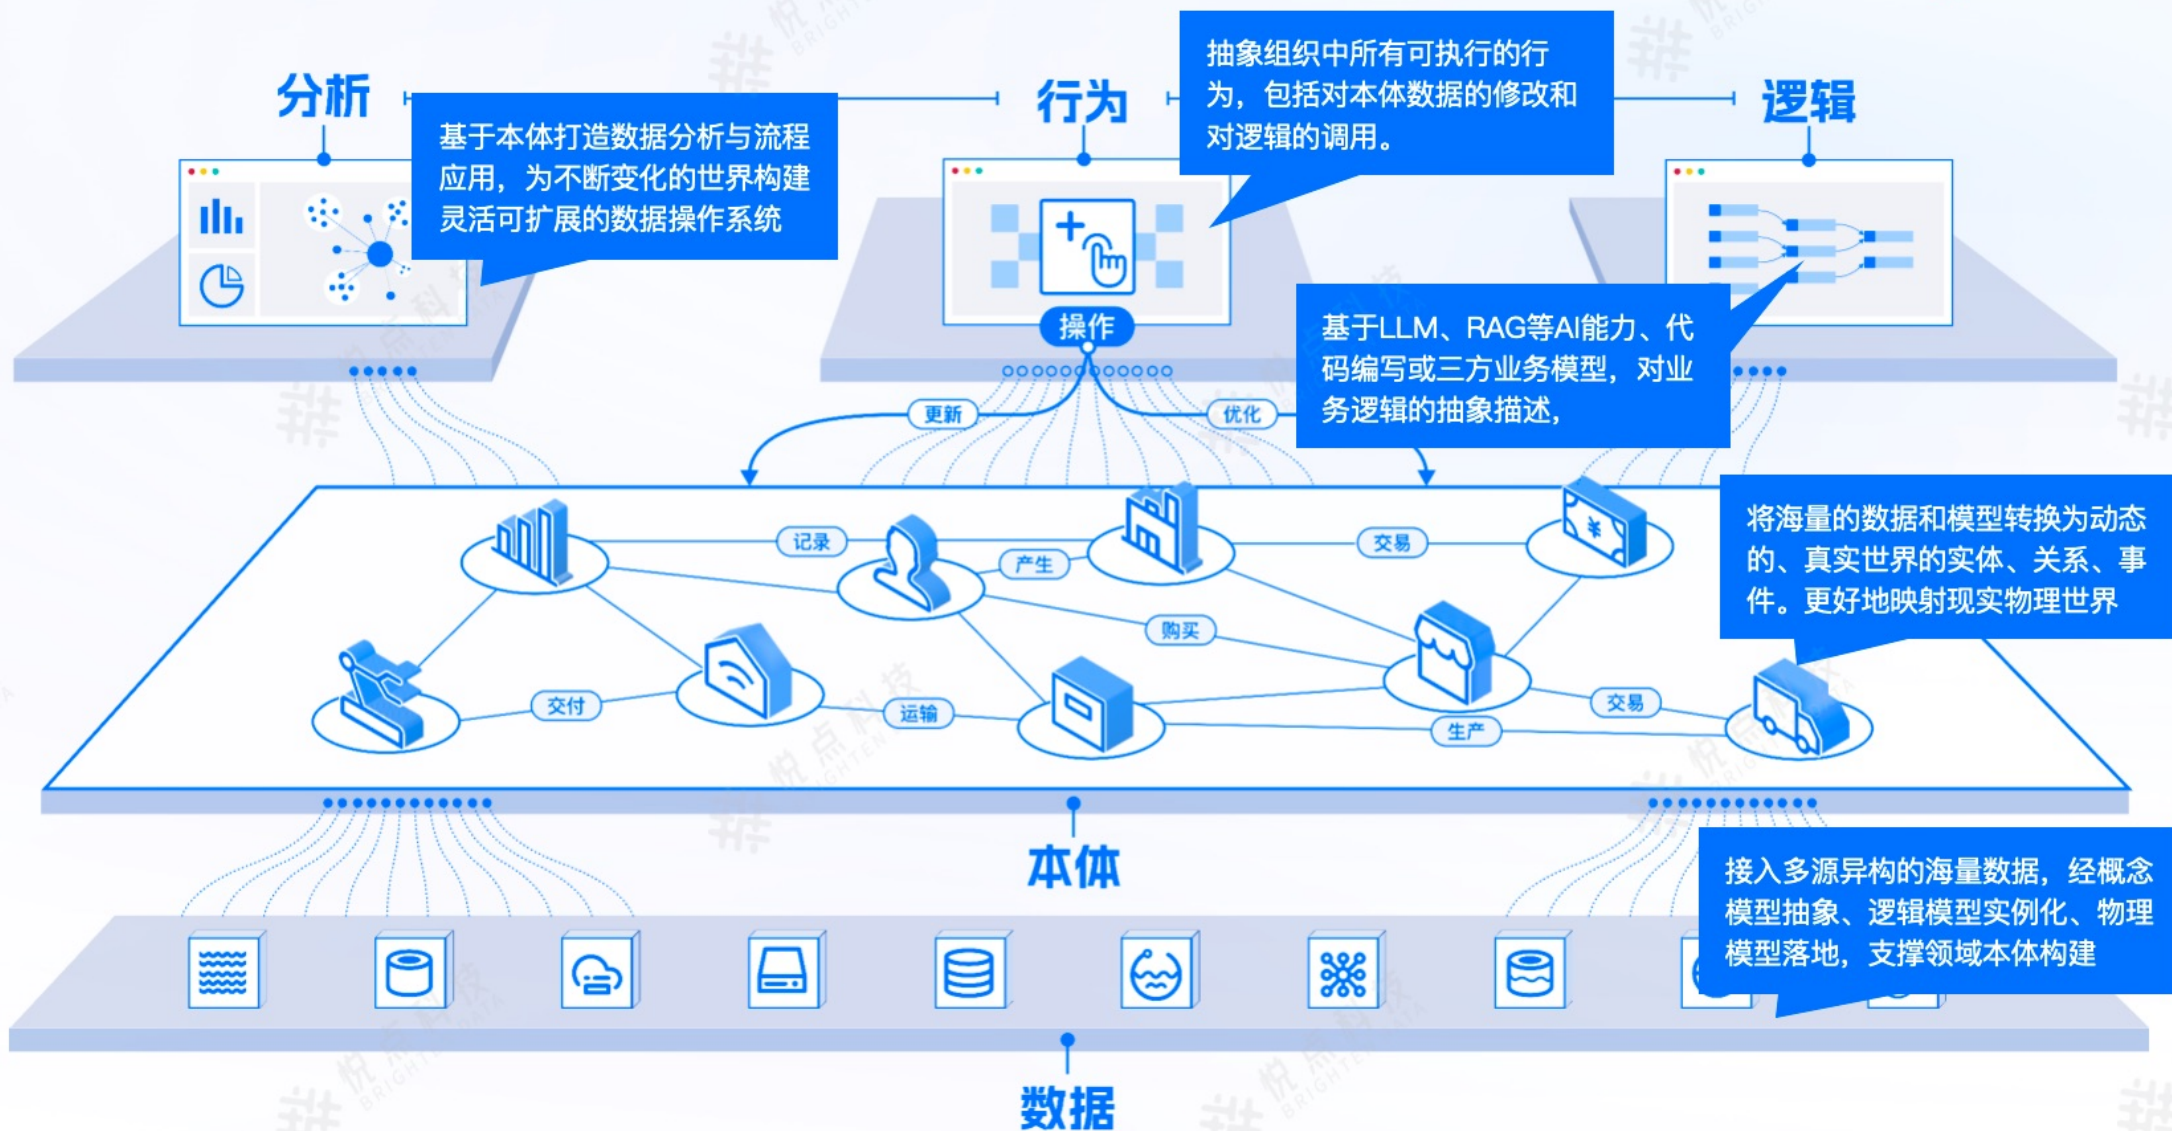 分析
行为
逻辑
基于本体打造数据分析与流程
应用，为不断变化的世界构建
灵活可扩展的数据操作系统
抽象组织中所有可执行的行
为，包括对本体数据的修改和
对逻辑的调用。
操作
基于LLM、RAG等AI能力、代
码编写或三方业务模型，对业
务逻辑的抽象描述，
更新
优化
将海量的数据和模型转换为动态
的、真实世界的实体、关系、事
件。更好地映射现实物理世界
记录
产生
交易
购买
交付
运输
交易
生产
本体
接入多源异构的海量数据，经概念
模型抽象、逻辑模型实例化、物理
模型落地，支撑领域本体构建
数据
悦点科技
BRIGHTEN DATA